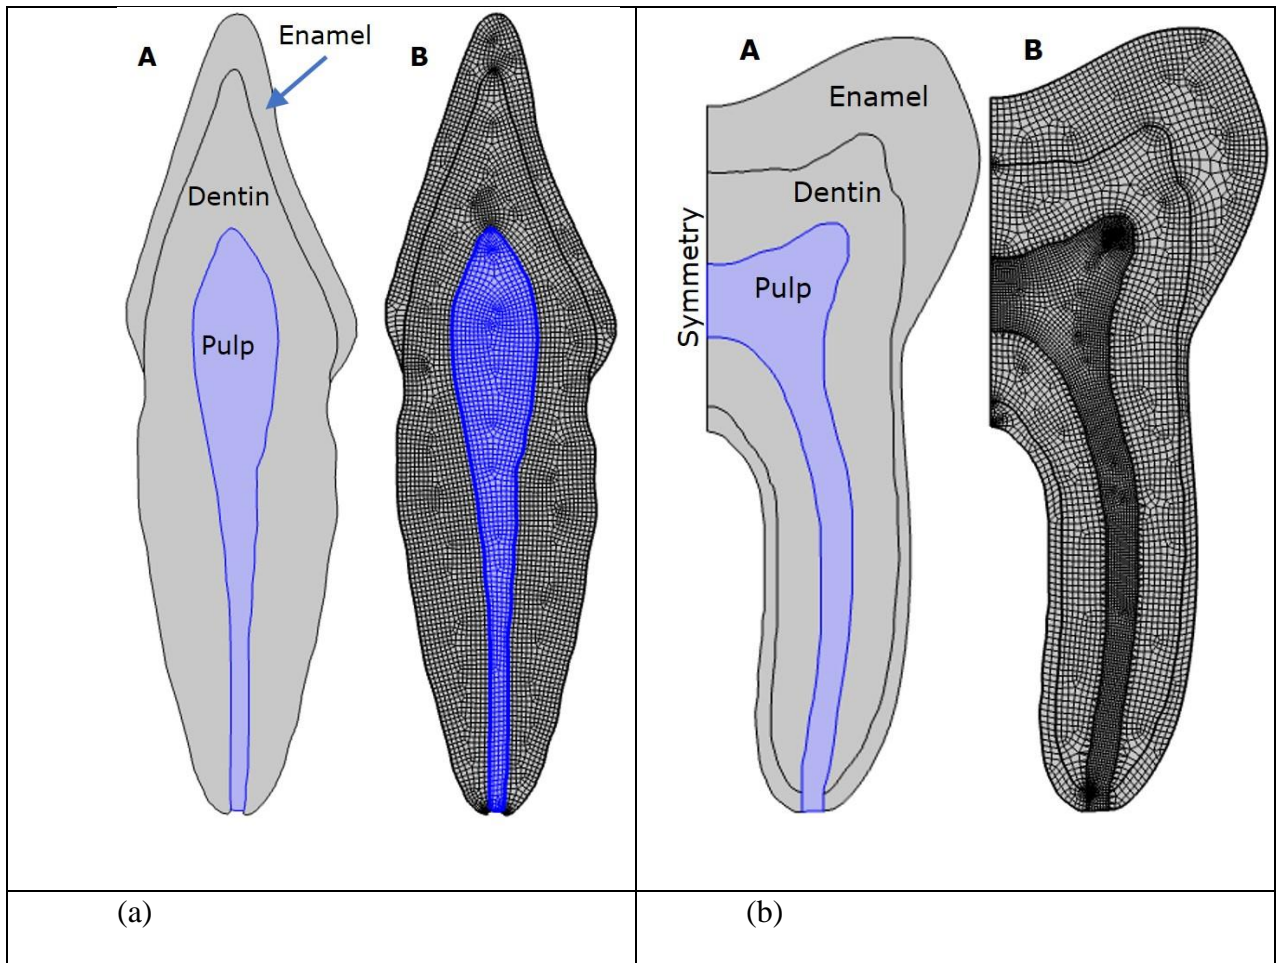 A
Enamel
B
Dentin
Pulp
(a)
A
B
Enamel
Dentin
Symmetry
Pulp
(b)